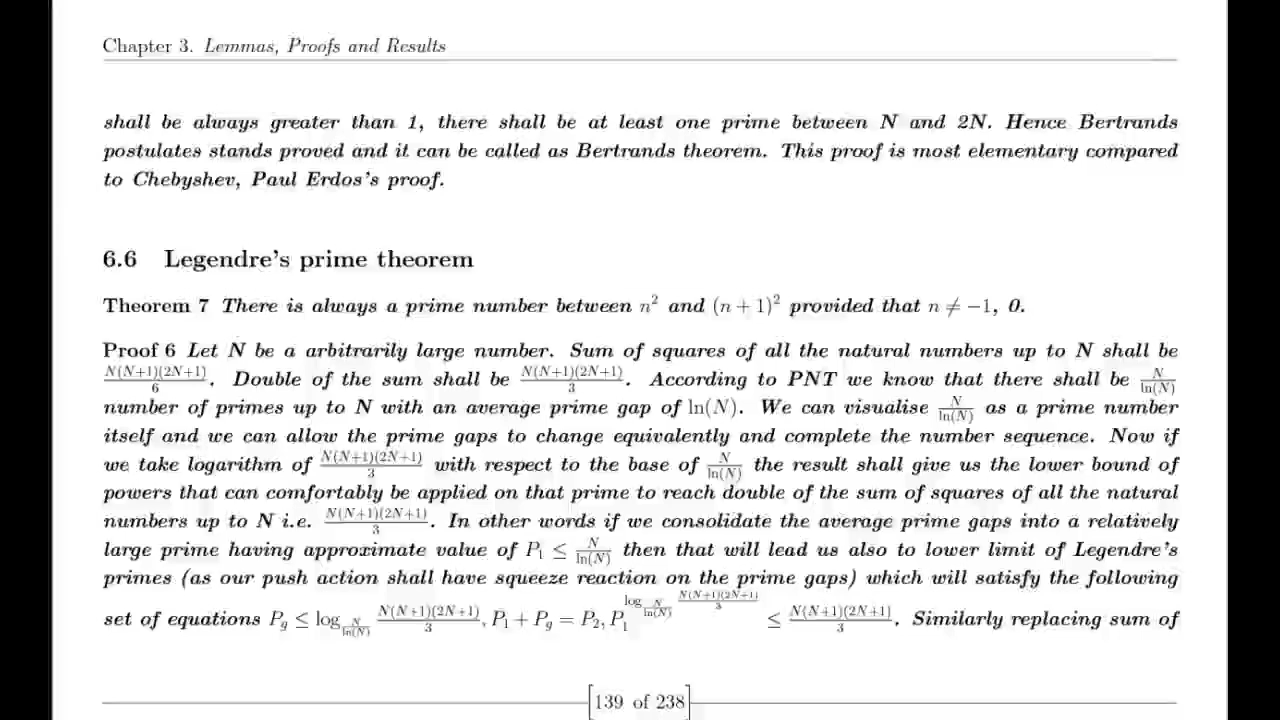 Chapter 3. Lemmas, Proofs and Results
shall be always greater than 1, there shall be at least one prime between N and 2N. Hence Bertrands
postulates stands proved and it can be called as Bertrands theorem. This proof is most elementary compared
to Chebyshev, Paul Erdos's proof.
6.6 Legendre's prime theorem
Theorem 7 There is always a prime number between n² and (n + 1)² provided that n ≠ −1, 0.
Proof 6 Let N be a arbitrarily large number. Sum of squares of all the natural numbers up to N shall be
N(N+1)(2N+1)/6. Double of the sum shall be N(N+1)(2N+1)/3. According to PNT we know that there shall be N/ln(N)
number of primes up to N with an average prime gap of ln(N). We can visualise N/ln(N) as a prime number
itself and we can allow the prime gaps to change equivalently and complete the number sequence. Now if
we take logarithm of N(N+1)(2N+1)/3 with respect to the base of N/ln(N) the result shall give us the lower bound of
powers that can comfortably be applied on that prime to reach double of the sum of squares of all the natural
numbers up to N i.e. N(N+1)(2N+1)/3. In other words if we consolidate the average prime gaps into a relatively
large prime having approximate value of P₁ ≤ N/ln(N) then that will lead us also to lower limit of Legendre's
primes (as our push action shall have squeeze reaction on the prime gaps) which will satisfy the following
set of equations P_g ≤ log_{N/ln(N)} N(N+1)(2N+1)/3, P₁ + P_g = P₂, P₁^{log_{N/ln(N)} N(N+1)(2N+1)/3} ≤ N(N+1)(2N+1)/3. Similarly replacing sum of
139 of 238